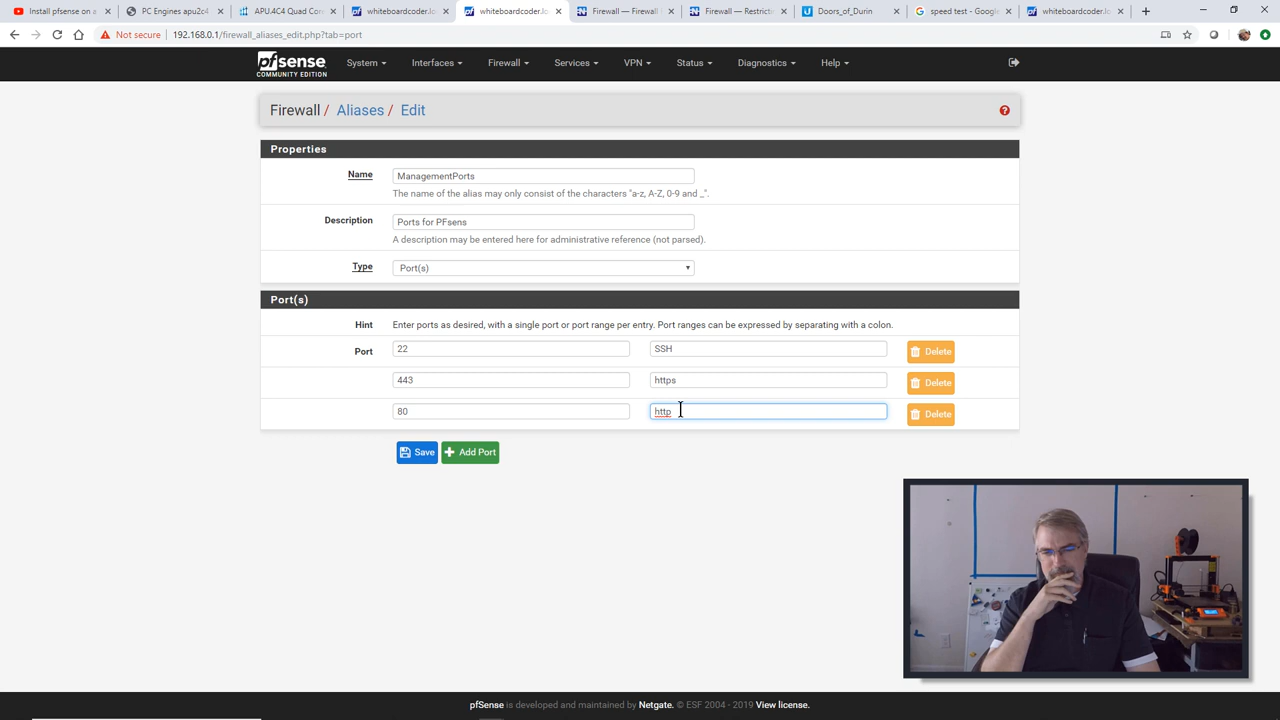 Install pfsense on a
PC Engines apu2c4
APU.4C4 Quad Cor
whiteboardcoder.lo
whiteboardcoder.lo
Firewall — Firewall
Firewall — Restrict
Doors_of_Durin
speed test - Google
whiteboardcoder.lo
Not secure
192.168.0.1/firewall_aliases_edit.php?tab=port
pfsense
COMMUNITY EDITION
System
Interfaces
Firewall
Services
VPN
Status
Diagnostics
Help
Firewall / Aliases / Edit
Properties
Name
ManagementPorts
The name of the alias may only consist of the characters "a-z, A-Z, 0-9 and _".
Description
Ports for PFsens
A description may be entered here for administrative reference (not parsed).
Type
Port(s)
Port(s)
Hint
Enter ports as desired, with a single port or port range per entry. Port ranges can be expressed by separating with a colon.
Port
22
SSH
Delete
443
https
Delete
80
http
Delete
Save
Add Port
pfSense is developed and maintained by Netgate. © ESF 2004 - 2019 View license.